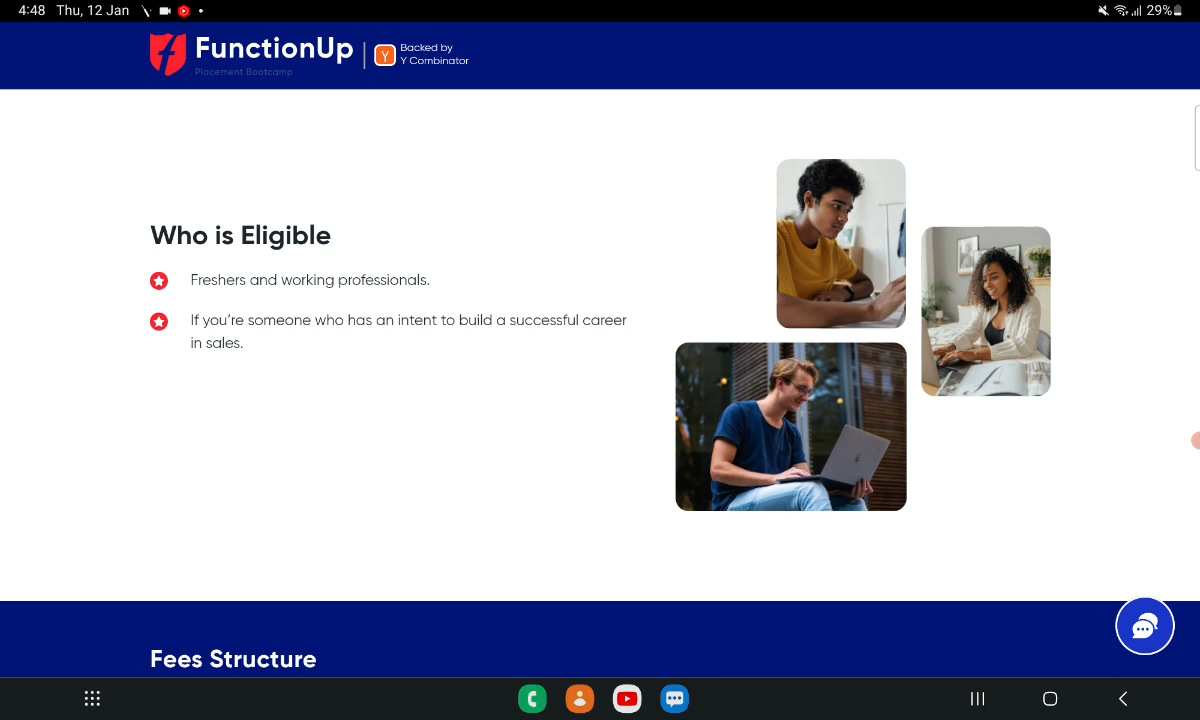 4:48 Thu, 12 Jan
29%
FunctionUp
Placement Bootcamp
Y
Backed by
Y Combinator
Who is Eligible
Freshers and working professionals.
If you’re someone who has an intent to build a successful career
in sales.
Fees Structure